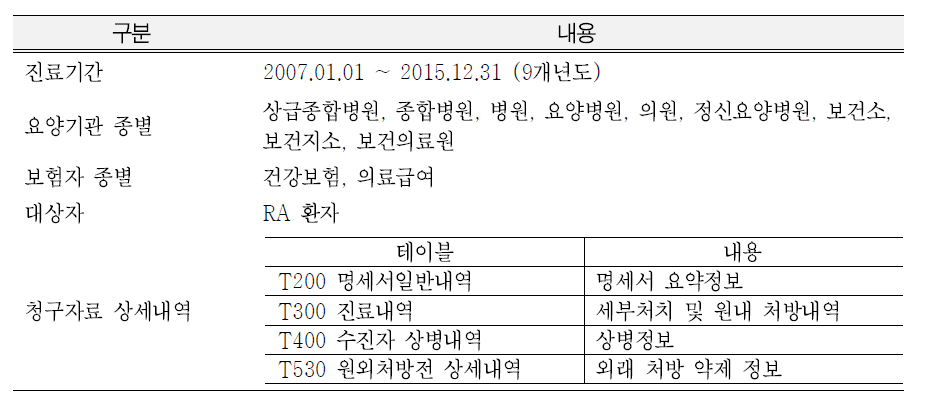 구분 내용
진료기간 2007.01.01 ~ 2015.12.31 (9개년도)
요양기관 종별 상급종합병원, 종합병원, 병원, 요양병원, 의원, 정신요양병원, 보건소,
보건지소, 보건의료원
보험자 종별 건강보험, 의료급여
대상자 RA 환자
청구자료 상세내역
테이블 내용
T200 명세서일반내역 명세서 요약정보
T300 진료내역 세부처치 및 원내 처방내역
T400 수진자 상병내역 상병정보
T530 원외처방전 상세내역 외래 처방 약제 정보